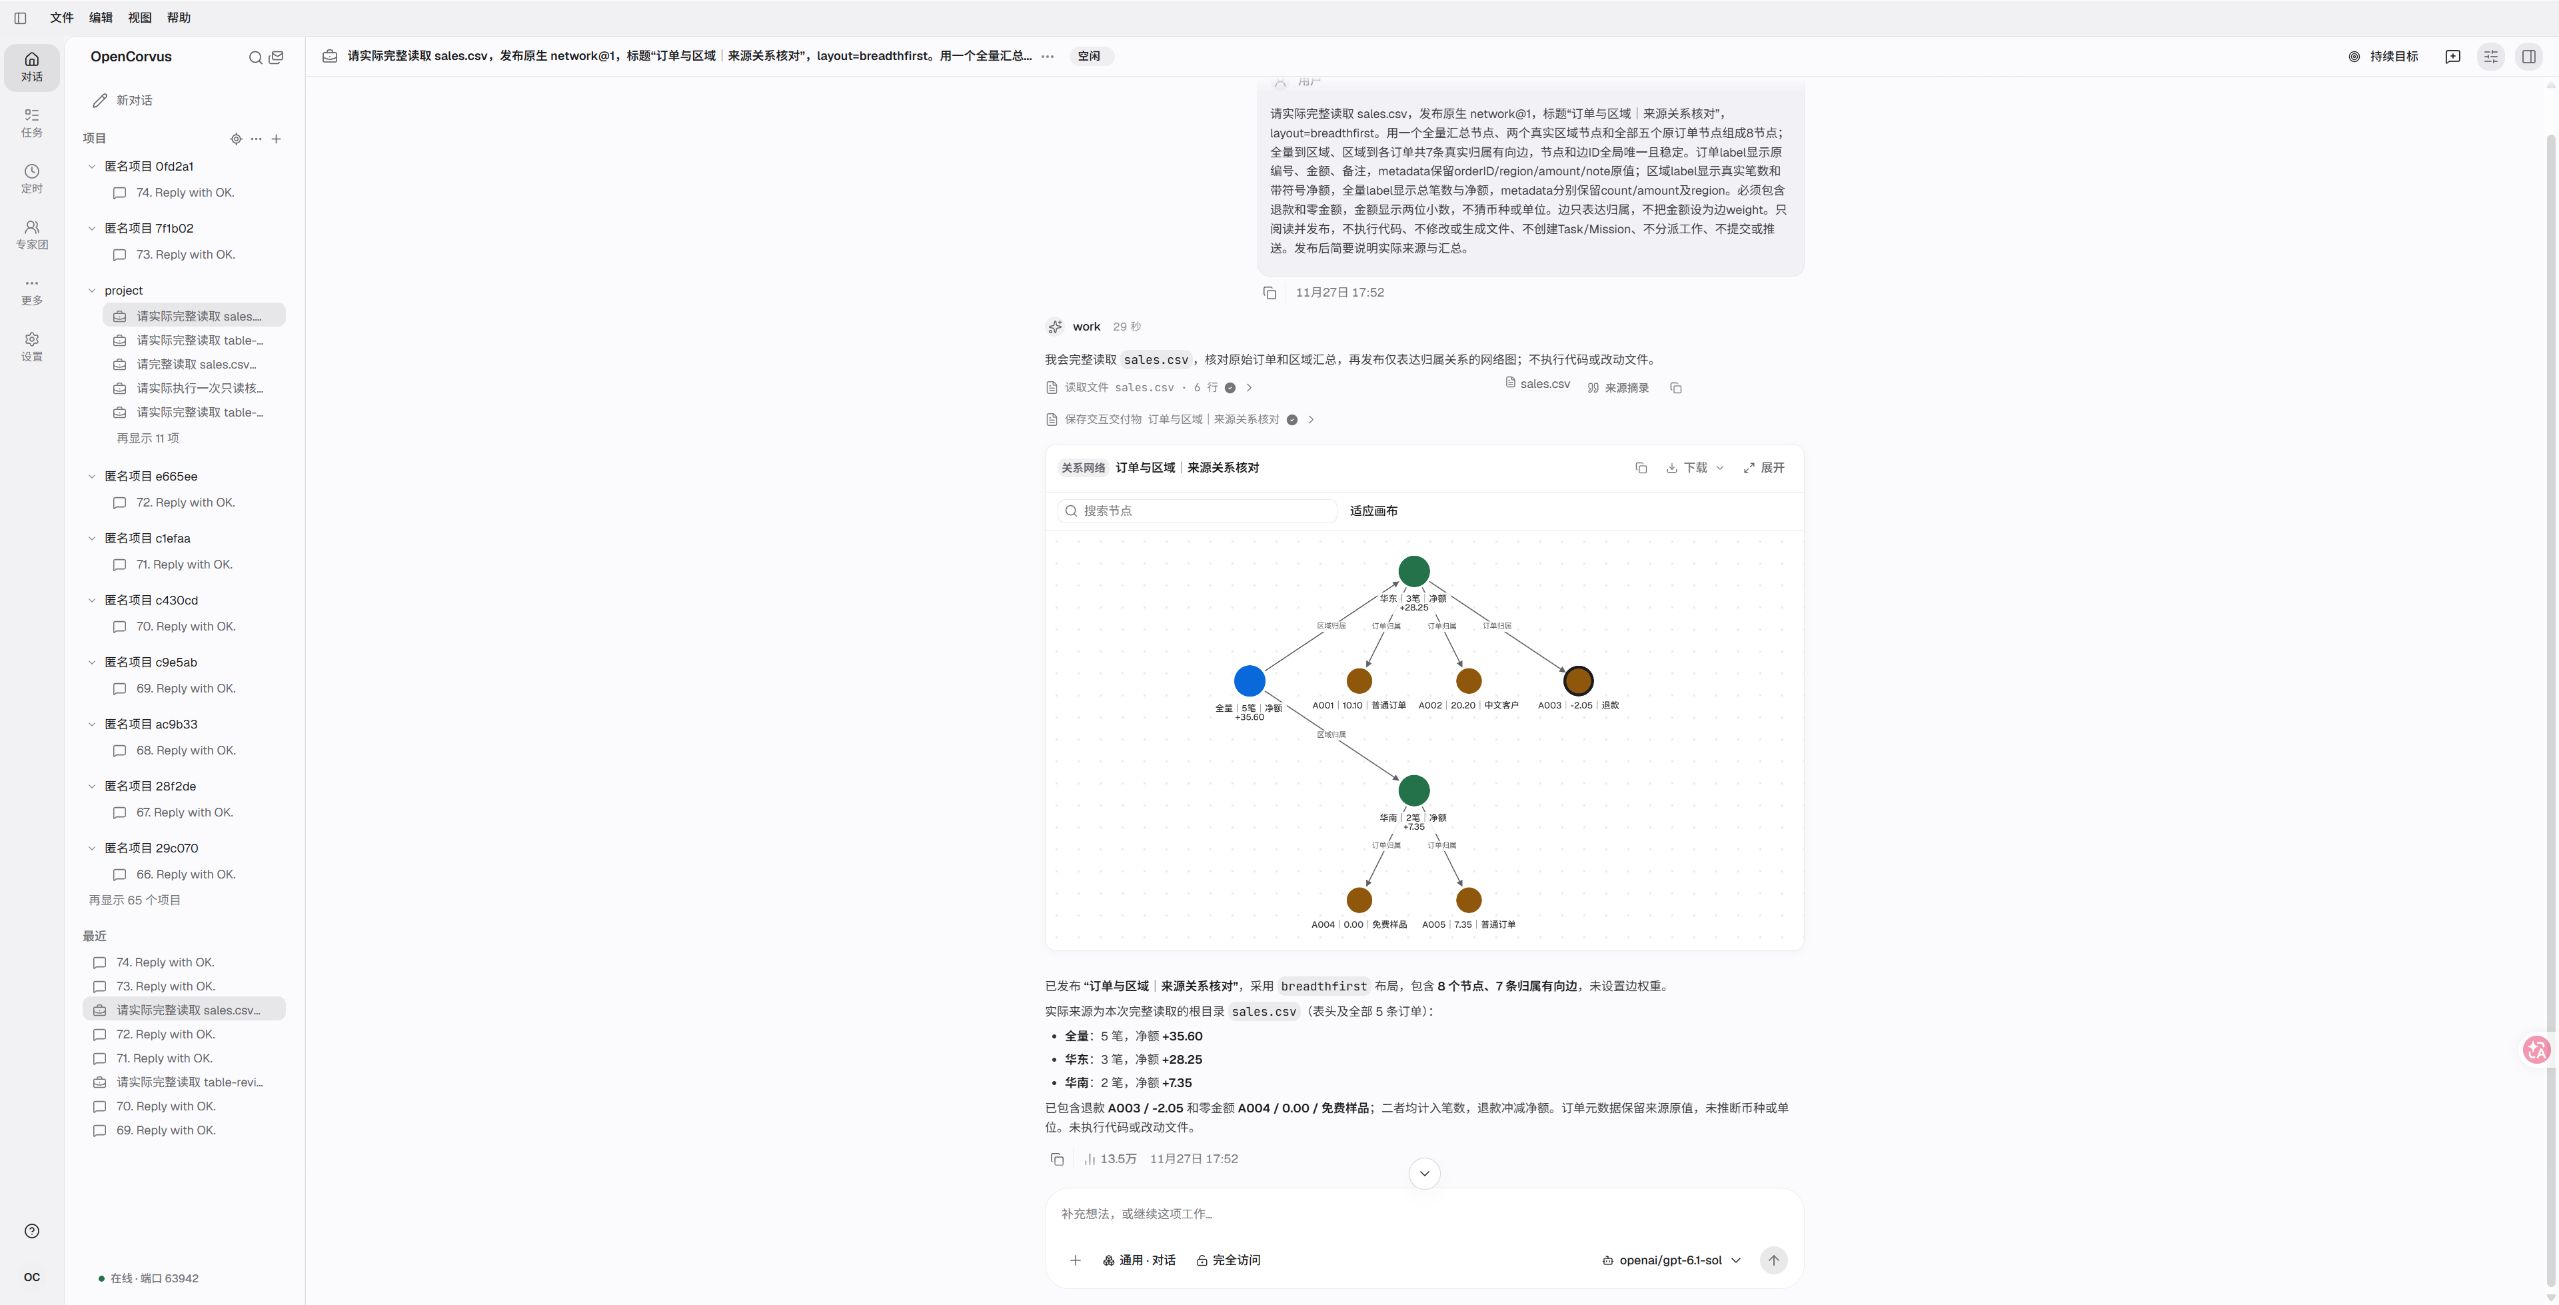 文件 编辑 视图 帮助
对话
任务
定时
专家团
更多
设置
OC
OpenCorvus
新对话
项目
匿名项目 0fd2a1
74. Reply with OK.
匿名项目 7f1b02
73. Reply with OK.
project
请实际完整读取 sales....
请实际完整读取 table-...
请完整读取 sales.csv...
请实际执行一次只读核...
请实际完整读取 table-...
再显示 11 项
匿名项目 e665ee
72. Reply with OK.
匿名项目 c1efaa
71. Reply with OK.
匿名项目 c430cd
70. Reply with OK.
匿名项目 c9e5ab
69. Reply with OK.
匿名项目 ac9b33
68. Reply with OK.
匿名项目 28f2de
67. Reply with OK.
匿名项目 29c070
66. Reply with OK.
再显示 65 个项目
最近
74. Reply with OK.
73. Reply with OK.
请实际完整读取 sales.csv...
72. Reply with OK.
71. Reply with OK.
请实际完整读取 table-revi...
70. Reply with OK.
69. Reply with OK.
在线 · 端口 63942
请实际完整读取 sales.csv，发布原生 network@1，标题“订单与区域｜来源关系核对”，layout=breadthfirst。用一个全量汇总... ··· 空闲
持续目标
用户
请实际完整读取 sales.csv，发布原生 network@1，标题“订单与区域｜来源关系核对”，
layout=breadthfirst。用一个全量汇总节点、两个真实区域节点和全部五个原订单节点组成8节点；
全量到区域、区域到各订单共7条真实归属有向边，节点和边ID全局唯一且稳定。订单label显示原
编号、金额、备注，metadata保留orderID/region/amount/note原值；区域label显示真实笔数和
带符号净额，全量label显示总笔数与净额，metadata分别保留count/amount及region。必须包含
退款和零金额，金额显示两位小数，不猜币种或单位。边只表达归属，不把金额设为边weight。只
阅读并发布，不执行代码、不修改或生成文件、不创建Task/Mission、不分派工作、不提交或推
送。发布后简要说明实际来源与汇总。
11月27日 17:52
work 29 秒
我会完整读取 sales.csv，核对原始订单和区域汇总，再发布仅表达归属关系的网络图；不执行代码或改动文件。
读取文件 sales.csv · 6 行
sales.csv 来源摘录
保存交互交付物 订单与区域｜来源关系核对
关系网络 订单与区域｜来源关系核对
下载 展开
搜索节点 适应画布
华东｜3笔｜净额
+28.25
区域归属 订单归属 订单归属 订单归属
全量｜5笔｜净额
+35.60
A001｜10.10｜普通订单 A002｜20.20｜中文客户 A003｜-2.05｜退款
区域归属
华南｜2笔｜净额
+7.35
订单归属 订单归属
A004｜0.00｜免费样品 A005｜7.35｜普通订单
已发布 “订单与区域｜来源关系核对”，采用 breadthfirst 布局，包含 8 个节点、7 条归属有向边，未设置边权重。
实际来源为本次完整读取的根目录 sales.csv（表头及全部 5 条订单）：
• 全量：5 笔，净额 +35.60
• 华东：3 笔，净额 +28.25
• 华南：2 笔，净额 +7.35
已包含退款 A003 / -2.05 和零金额 A004 / 0.00 / 免费样品；二者均计入笔数，退款冲减净额。订单元数据保留来源原值，未推断币种或单
位。未执行代码或改动文件。
13.5万 11月27日 17:52
补充想法，或继续这项工作...
通用 · 对话 完全访问
openai/gpt-6.1-sol